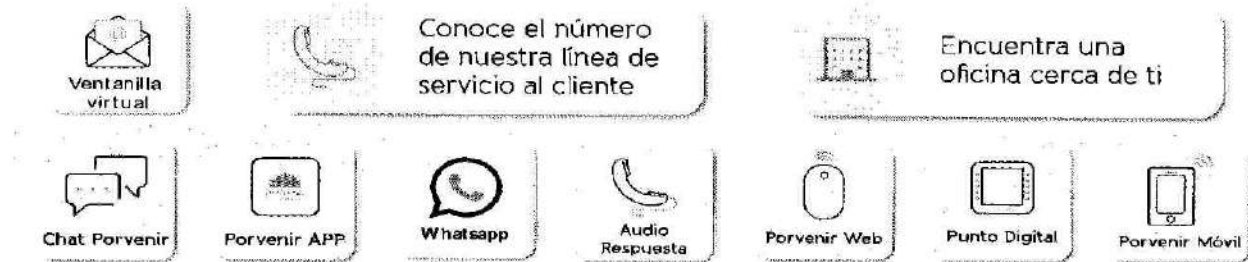 Ventanilla
virtual
Conoce el número
de nuestra línea de
servicio al cliente
Encuentra una
oficina cerca de ti
Chat Porvenir
Porvenir APP
Whatsapp
Audio
Respuesta
Porvenir Web
Punto Digital
Porvenir Móvil